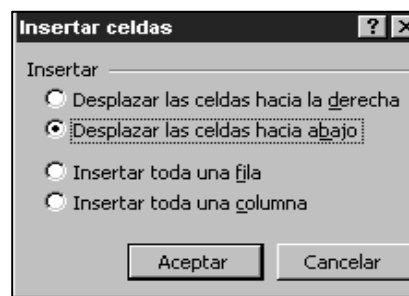 Insertar celdas ? X
Insertar
Desplazar las celdas hacia la derecha
Desplazar las celdas hacia abajo
Insertar toda una fila
Insertar toda una columna
Aceptar Cancelar